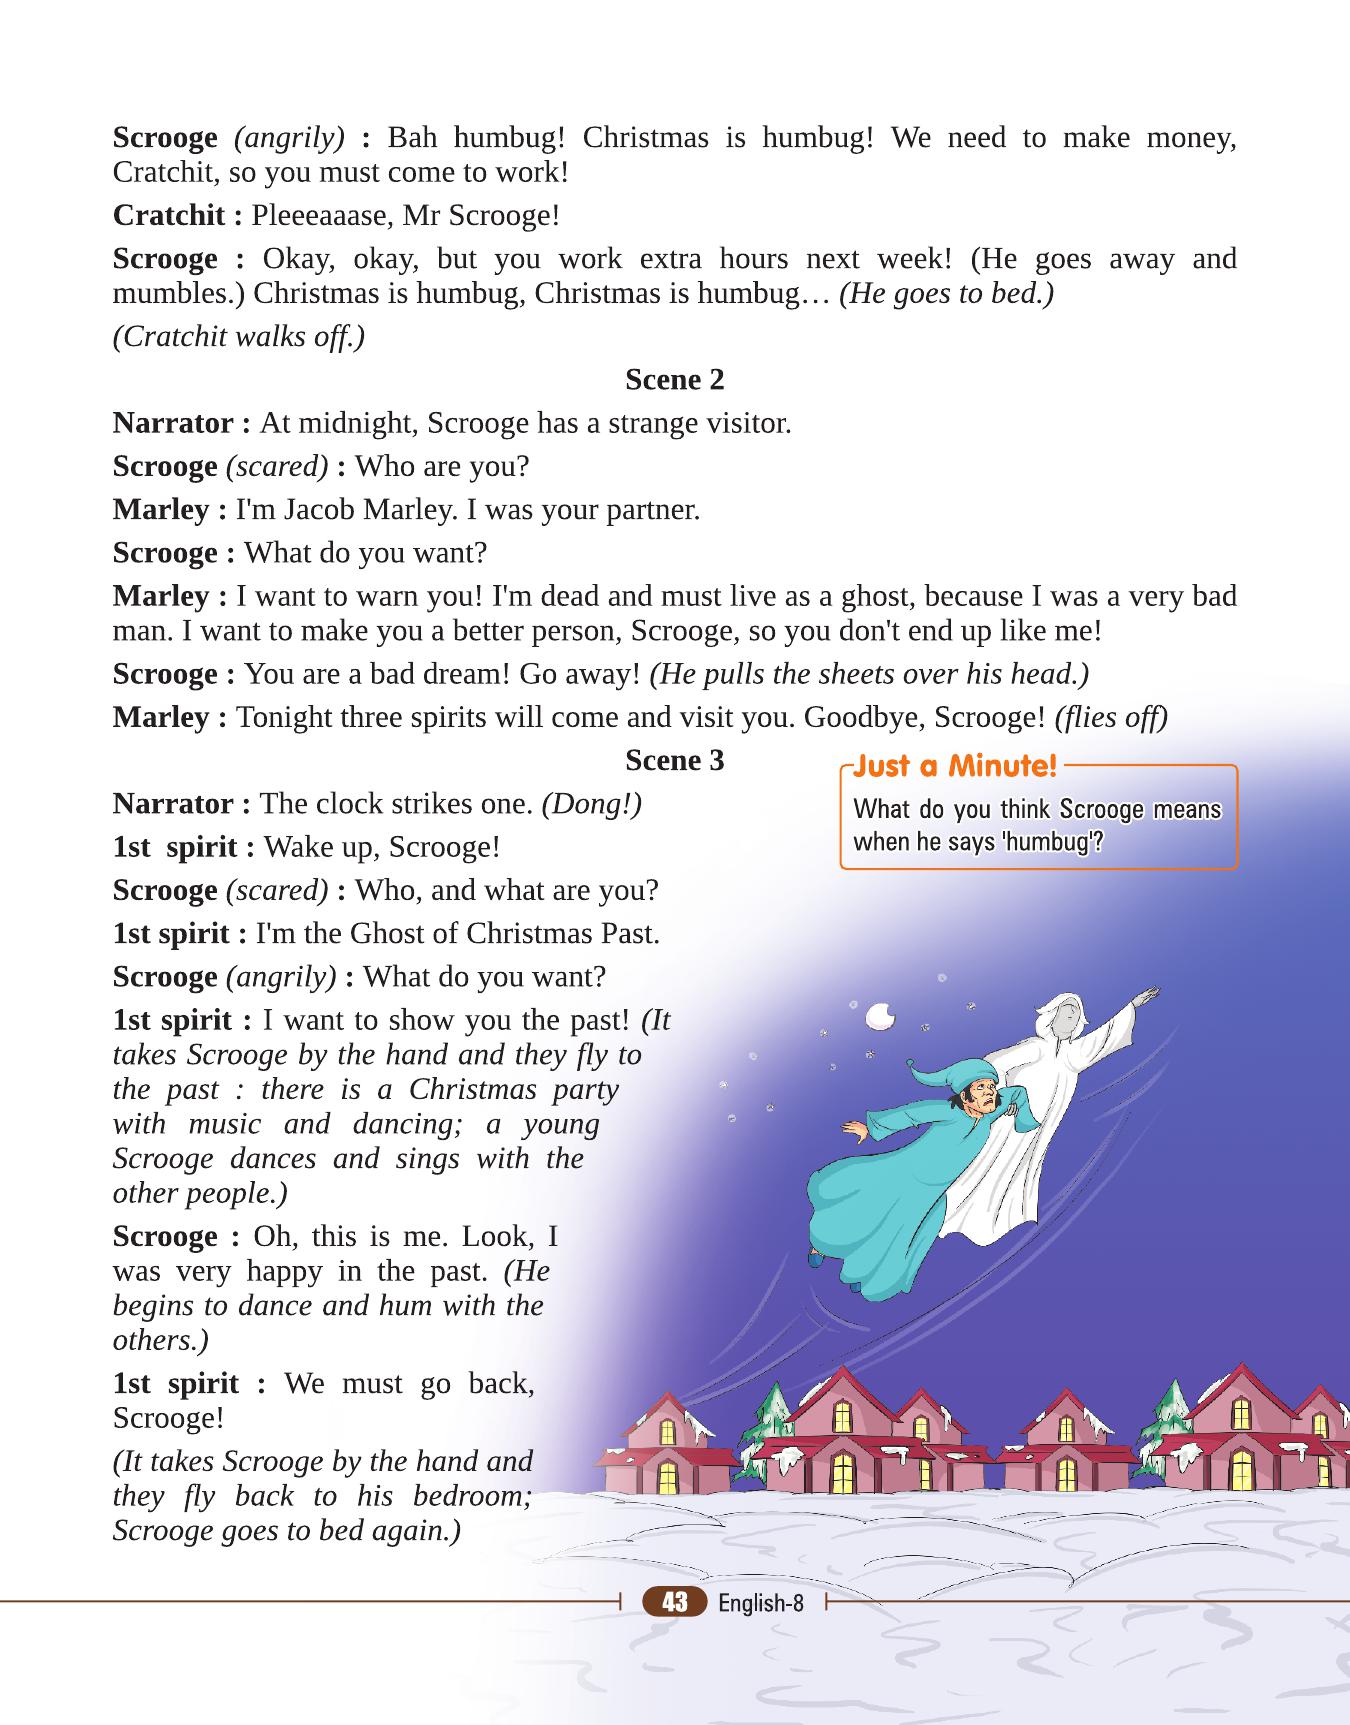 Scrooge (angrily) : Bah humbug! Christmas is humbug! We need to make money,
Cratchit, so you must come to work!
Cratchit : Pleeeaaase, Mr Scrooge!
Scrooge : Okay, okay, but you work extra hours next week! (He goes away and
mumbles.) Christmas is humbug, Christmas is humbug… (He goes to bed.)
(Cratchit walks off.)
Scene 2
Narrator : At midnight, Scrooge has a strange visitor.
Scrooge (scared) : Who are you?
Marley : I'm Jacob Marley. I was your partner.
Scrooge : What do you want?
Marley : I want to warn you! I'm dead and must live as a ghost, because I was a very bad
man. I want to make you a better person, Scrooge, so you don't end up like me!
Scrooge : You are a bad dream! Go away! (He pulls the sheets over his head.)
Marley : Tonight three spirits will come and visit you. Goodbye, Scrooge! (flies off)
Scene 3
Narrator : The clock strikes one. (Dong!)
1st spirit : Wake up, Scrooge!
Scrooge (scared) : Who, and what are you?
1st spirit : I'm the Ghost of Christmas Past.
Scrooge (angrily) : What do you want?
1st spirit : I want to show you the past! (It
takes Scrooge by the hand and they fly to
the past : there is a Christmas party
with music and dancing; a young
Scrooge dances and sings with the
other people.)
Scrooge : Oh, this is me. Look, I
was very happy in the past. (He
begins to dance and hum with the
others.)
1st spirit : We must go back,
Scrooge!
(It takes Scrooge by the hand and
they fly back to his bedroom;
Scrooge goes to bed again.)
Just a Minute!
What do you think Scrooge means
when he says 'humbug'?
43 English-8